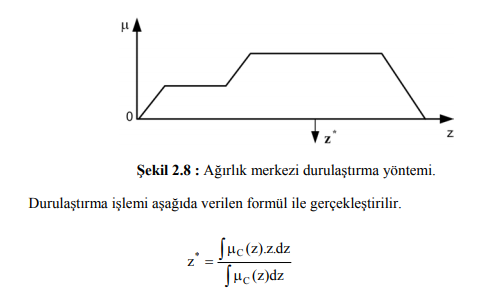 μ
0
z*
z
Şekil 2.8 : Ağırlık merkezi durulaştırma yöntemi.
Durulaştırma işlemi aşağıda verilen formül ile gerçekleştirilir.
z* = ∫μC(z).z.dz / ∫μC(z)dz